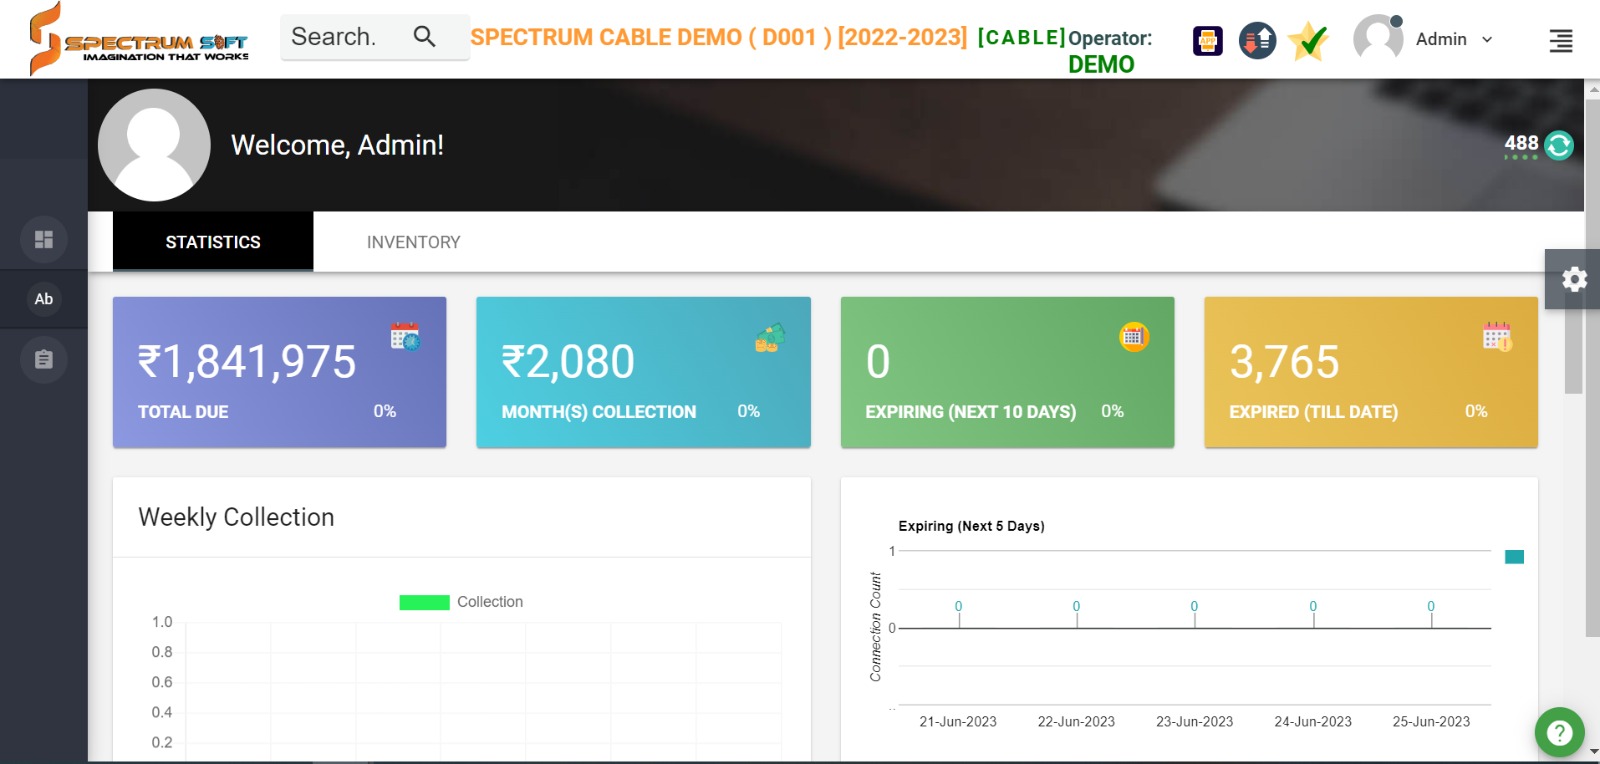 SPECTRUM SOFT
IMAGINATION THAT WORKS
Search.
SPECTRUM CABLE DEMO ( D001 ) [2022-2023]
[CABLE]
Operator:
DEMO
APP
Admin
Welcome, Admin!
488
STATISTICS
INVENTORY
Ab
₹1,841,975
TOTAL DUE 0%
₹2,080
MONTH(S) COLLECTION 0%
0
EXPIRING (NEXT 10 DAYS) 0%
3,765
EXPIRED (TILL DATE) 0%
Weekly Collection
Collection
1.0
0.8
0.6
0.4
0.2
Expiring (Next 5 Days)
Connection Count
1
0
..
0 0 0 0 0
21-Jun-2023 22-Jun-2023 23-Jun-2023 24-Jun-2023 25-Jun-2023
?